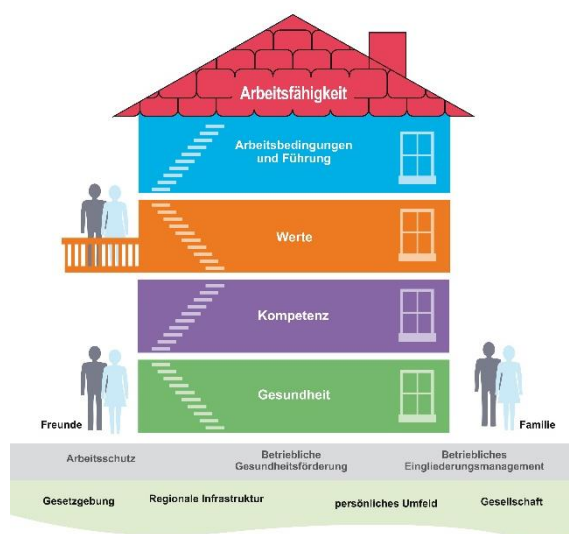 Arbeitsfähigkeit
Arbeitsbedingungen
und Führung
Werte
Kompetenz
Gesundheit
Freunde
Familie
Arbeitsschutz
Betriebliche
Gesundheitsförderung
Betriebliches
Eingliederungsmanagement
Gesetzgebung
Regionale Infrastruktur
persönliches Umfeld
Gesellschaft